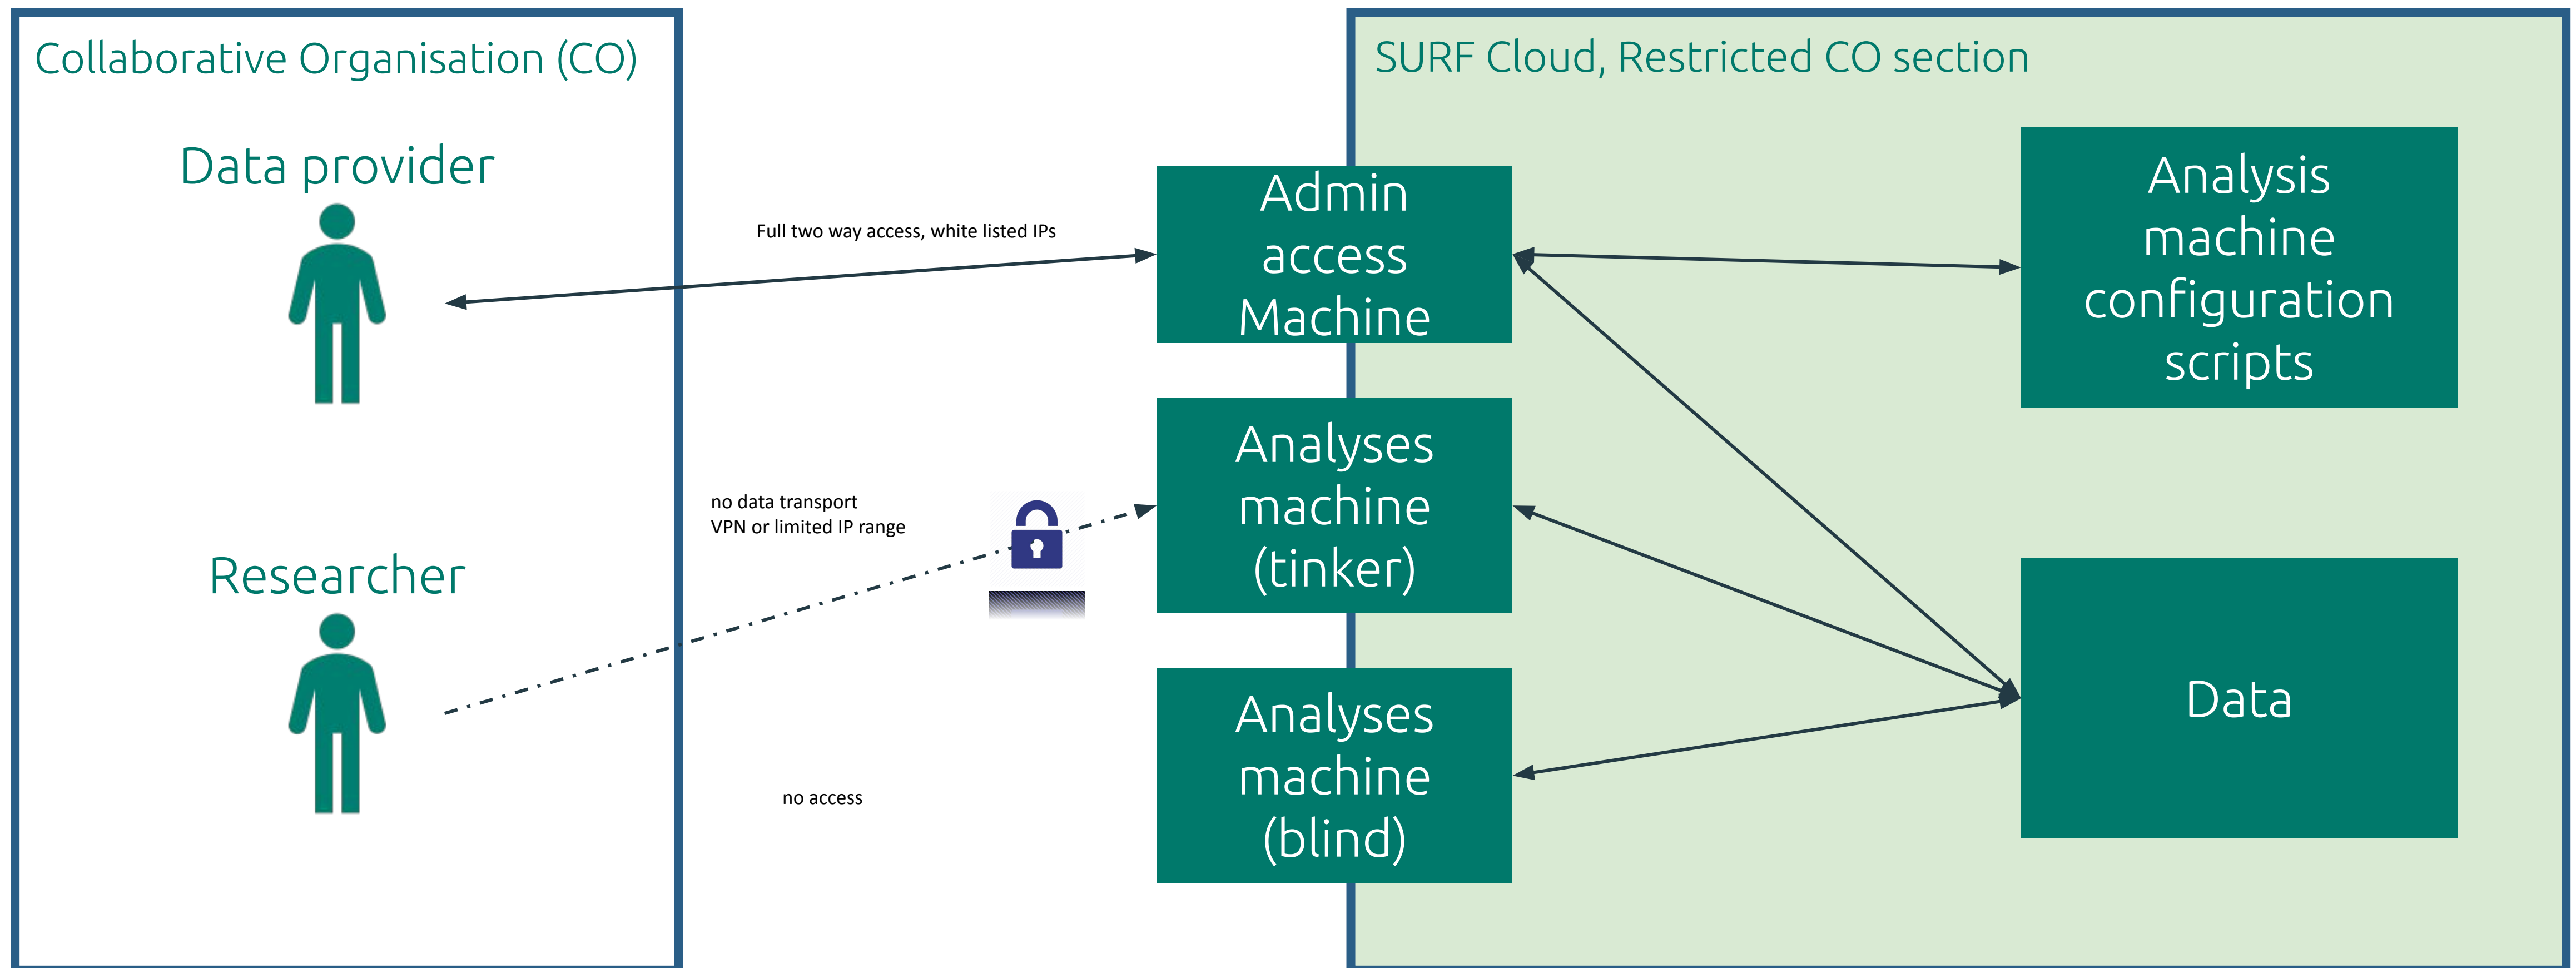 Collaborative Organisation (CO)
Data provider
Researcher
Full two way access, white listed IPs
no data transport
VPN or limited IP range
no access
SURF Cloud, Restricted CO section
Admin
access
Machine
Analyses
machine
(tinker)
Analyses
machine
(blind)
Analysis
machine
configuration
scripts
Data